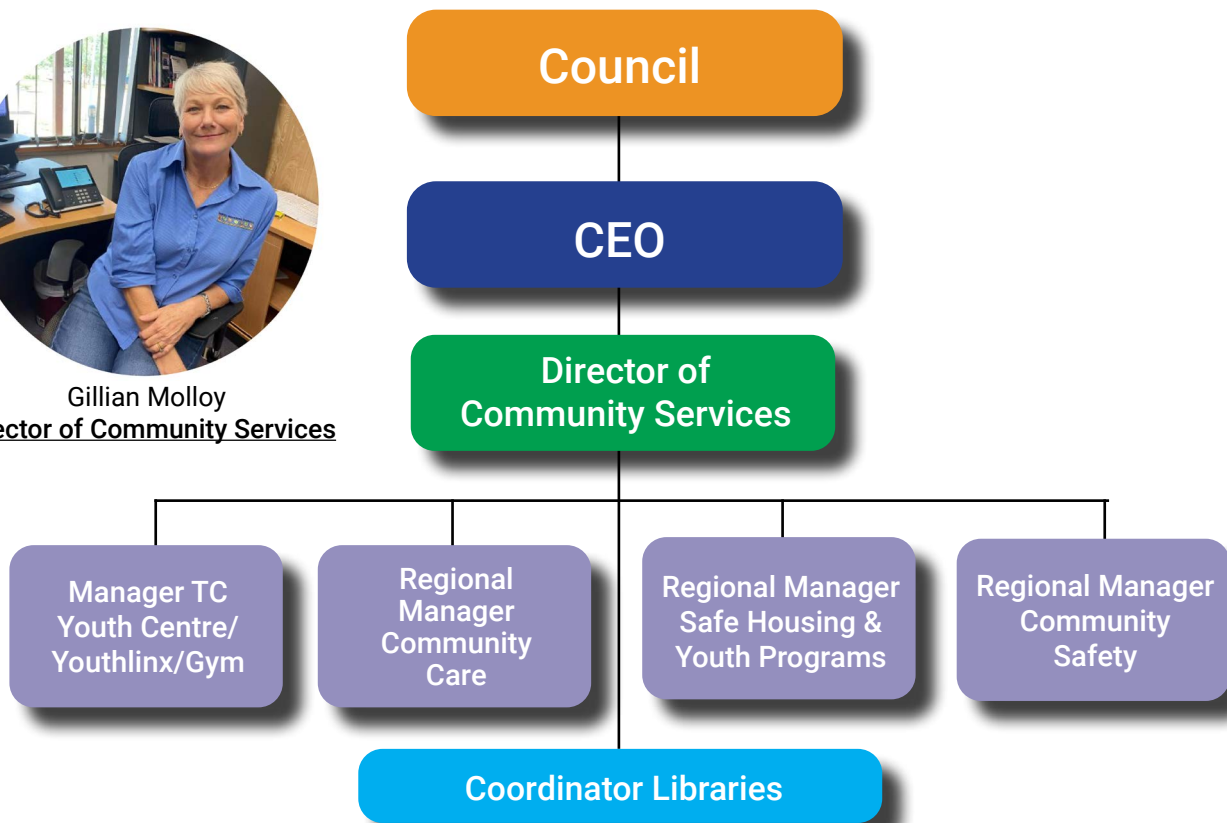 Council
CEO
Director of
Community Services
Gillian Molloy
ector of Community Services
Manager TC
Youth Centre/
Youthlinx/Gym
Regional
Manager
Community
Care
Regional Manager
Safe Housing &
Youth Programs
Regional Manager
Community
Safety
Coordinator Libraries